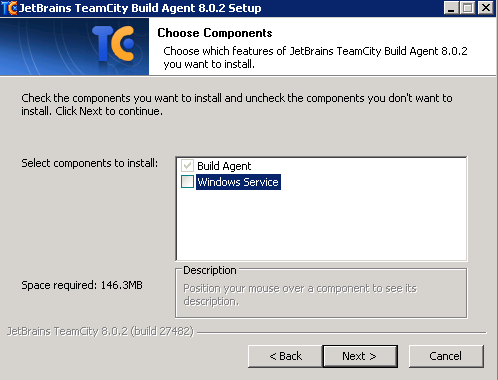 JetBrains TeamCity Build Agent 8.0.2 Setup
TC
Choose Components
Choose which features of JetBrains TeamCity Build Agent 8.0.2
you want to install.
Check the components you want to install and uncheck the components you don't want to
install. Click Next to continue.
Select components to install:
Build Agent
Windows Service
Space required: 146.3MB
Description
Position your mouse over a component to see its
description.
JetBrains TeamCity 8.0.2 (build 27482)
< Back
Next >
Cancel